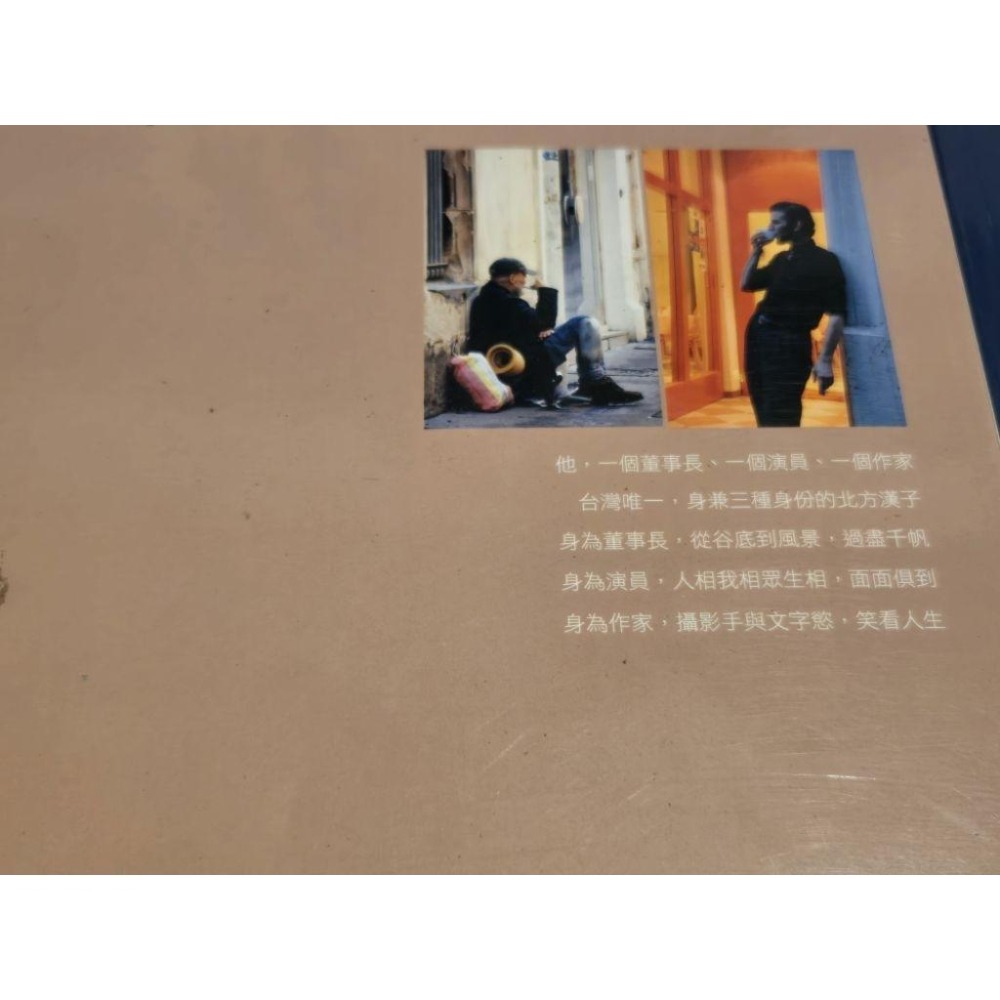 他，一個董事長、一個演員、一個作家
台灣唯一，身兼三種身份的北方漢子
身為董事長，從谷底到風景，過盡千帆
身為演員，人相我相眾生相，面面俱到
身為作家，攝影手與文字慾，笑看人生